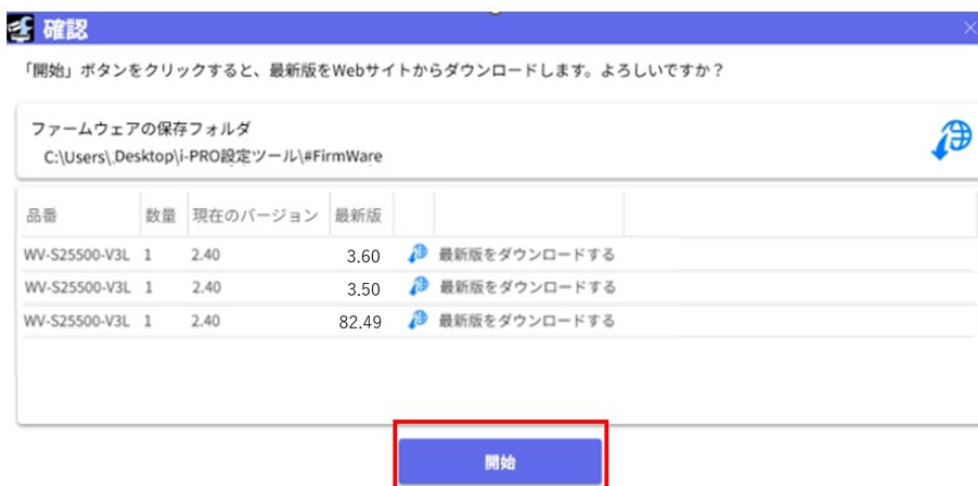 確認
「開始」ボタンをクリックすると、最新版をWebサイトからダウンロードします。よろしいですか？
ファームウェアの保存フォルダ
C:\Users\.Desktop\i-PRO設定ツール\#FirmWare
品番 数量 現在のバージョン 最新版
WV-S25500-V3L 1 2.40 3.60 最新版をダウンロードする
WV-S25500-V3L 1 2.40 3.50 最新版をダウンロードする
WV-S25500-V3L 1 2.40 82.49 最新版をダウンロードする
開始